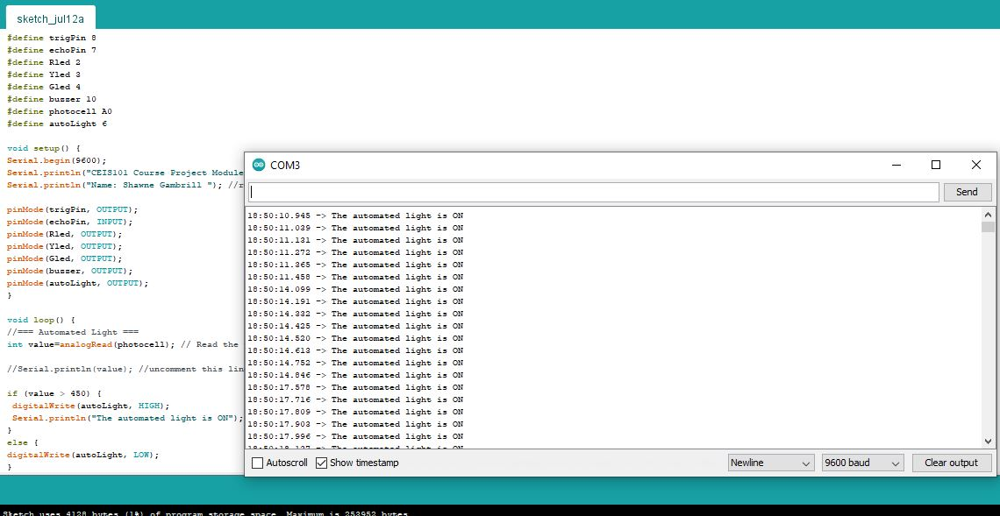 sketch_jul12a
#define trigPin 8
#define echoPin 7
#define Rled 2
#define Yled 3
#define Gled 4
#define buzzer 10
#define photocell A0
#define autoLight 6
void setup() {
Serial.begin(9600);
Serial.println("CEIS101 Course Project Module
Serial.println("Name: Shawne Gambrill "); //r
pinMode(trigPin, OUTPUT);
pinMode(echoPin, INPUT);
pinMode(Rled, OUTPUT);
pinMode(Yled, OUTPUT);
pinMode(Gled, OUTPUT);
pinMode(buzzer, OUTPUT);
pinMode(autoLight, OUTPUT);
}
void loop() {
//=== Automated Light ===
int value=analogRead(photocell); // Read the
//Serial.println(value); //uncomment this lin
if (value > 450) {
digitalWrite(autoLight, HIGH);
Serial.println("The automated light is ON");
}
else {
digitalWrite(autoLight, LOW);
}
COM3
Send
18:50:10.945 -> The automated light is ON
18:50:11.039 -> The automated light is ON
18:50:11.131 -> The automated light is ON
18:50:11.272 -> The automated light is ON
18:50:11.365 -> The automated light is ON
18:50:11.458 -> The automated light is ON
18:50:14.099 -> The automated light is ON
18:50:14.191 -> The automated light is ON
18:50:14.332 -> The automated light is ON
18:50:14.425 -> The automated light is ON
18:50:14.520 -> The automated light is ON
18:50:14.613 -> The automated light is ON
18:50:14.752 -> The automated light is ON
18:50:14.846 -> The automated light is ON
18:50:17.578 -> The automated light is ON
18:50:17.716 -> The automated light is ON
18:50:17.809 -> The automated light is ON
18:50:17.903 -> The automated light is ON
18:50:17.996 -> The automated light is ON
18:50:18.127 -> The automated light is ON
Autoscroll Show timestamp Newline 9600 baud Clear output
Sketch uses 4128 bytes (1%) of program storage space. Maximum is 253952 bytes.